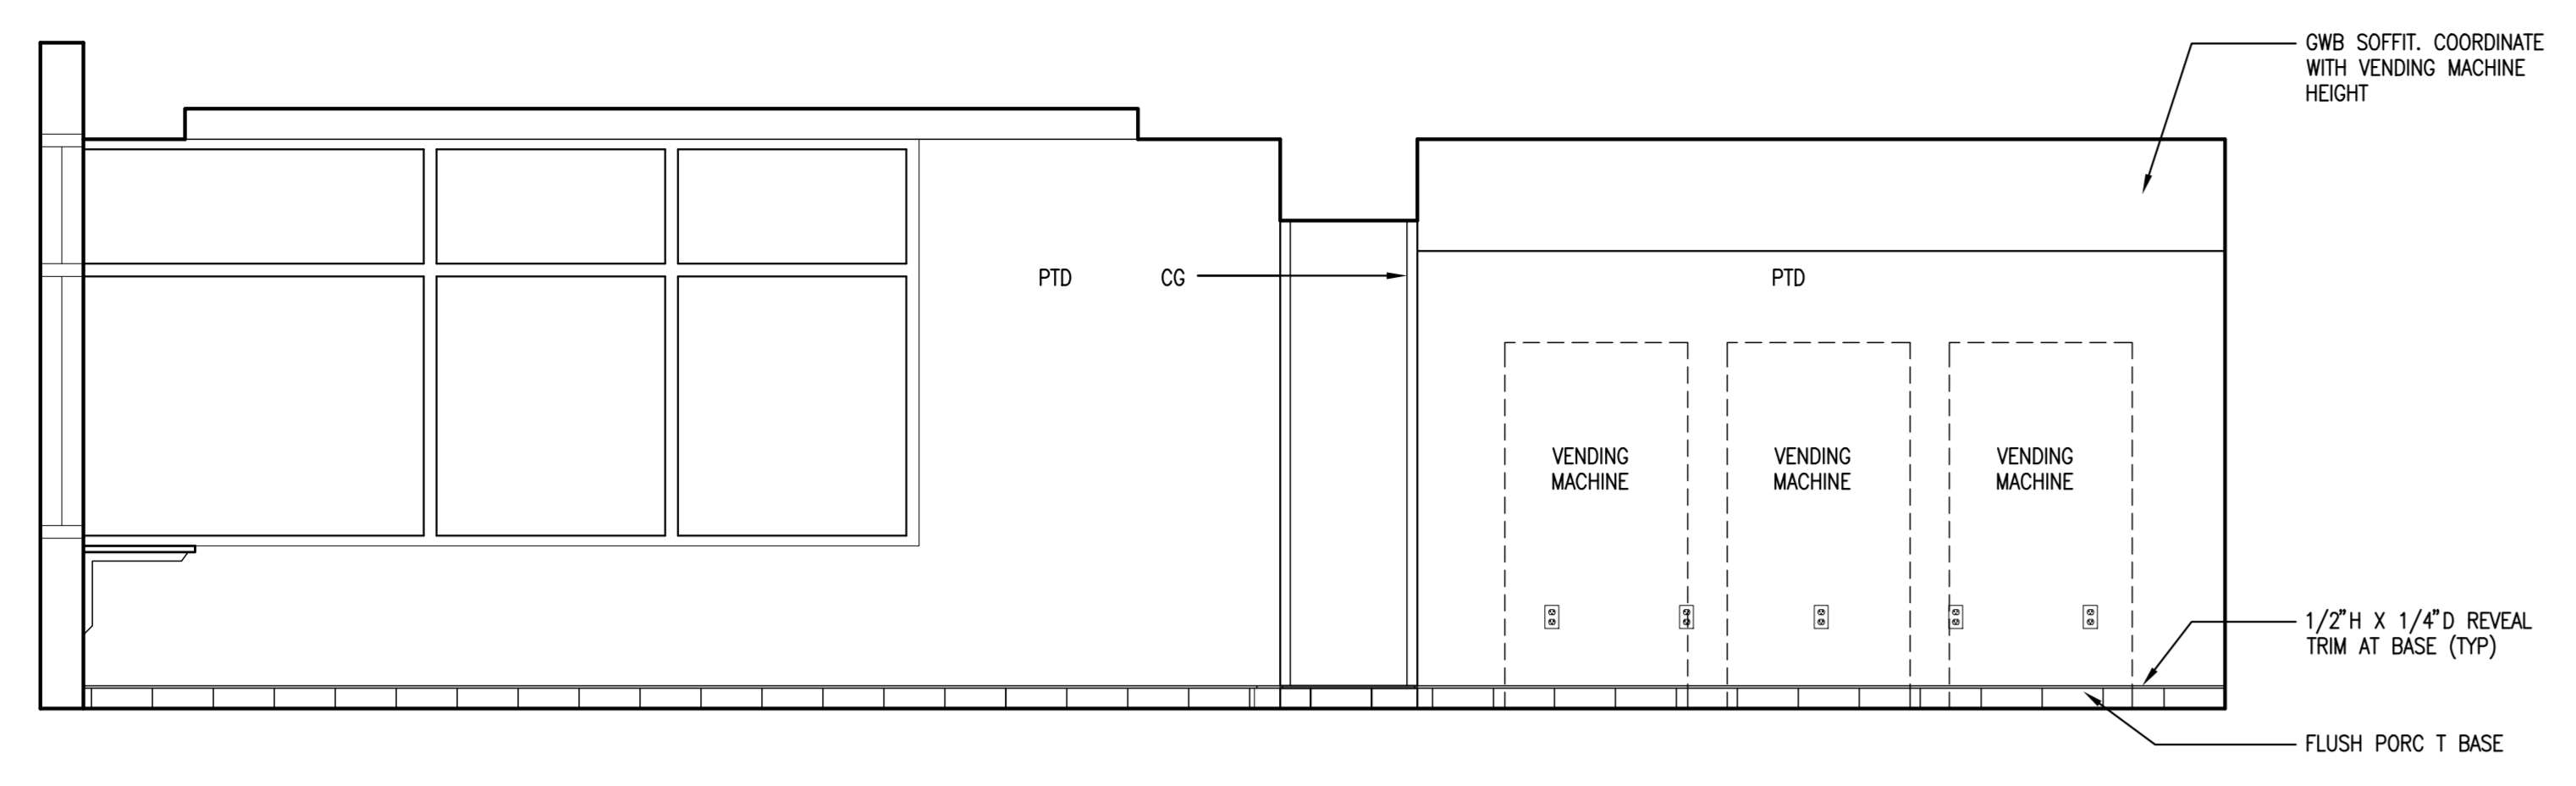 GWB SOFFIT. COORDINATE
WITH VENDING MACHINE
HEIGHT
PTD
CG
PTD
VENDING
MACHINE
VENDING
MACHINE
VENDING
MACHINE
1/2"H X 1/4"D REVEAL
TRIM AT BASE (TYP)
FLUSH PORC T BASE